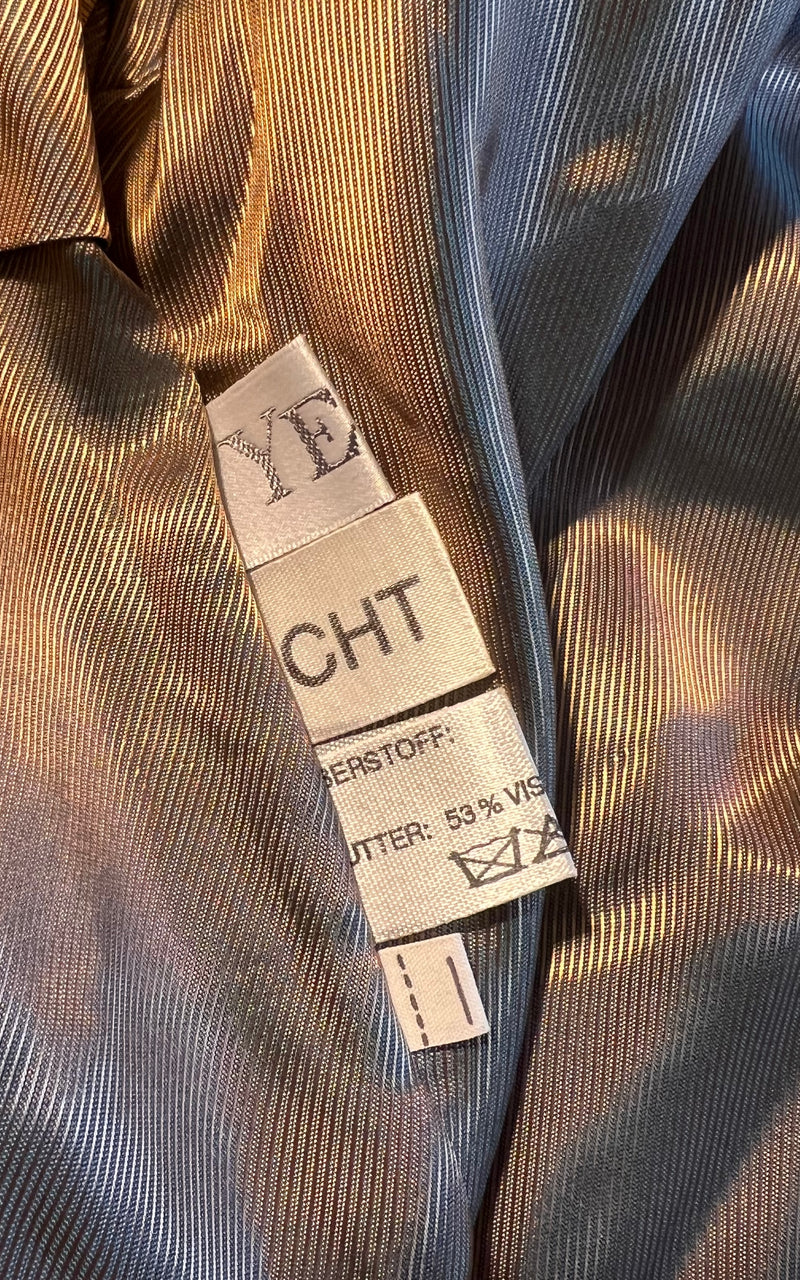 YE
CHT
BERSTOFF:
UTTER: 53 % VIS